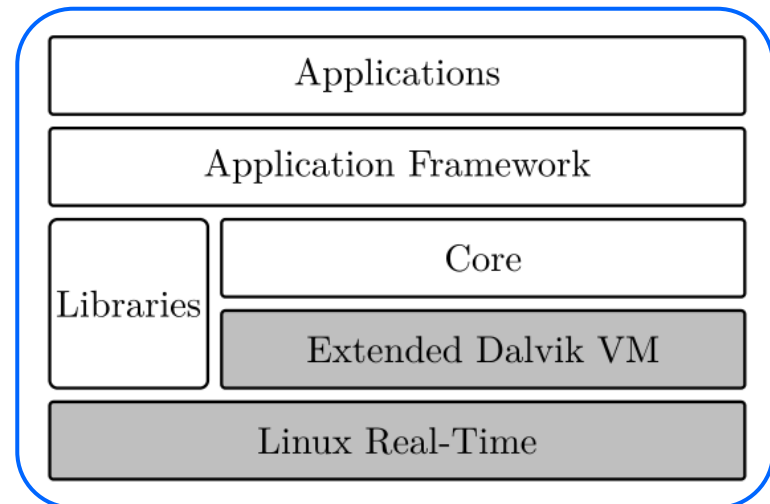 Applications
Application Framework
Core
Libraries
Extended Dalvik VM
Linux Real-Time